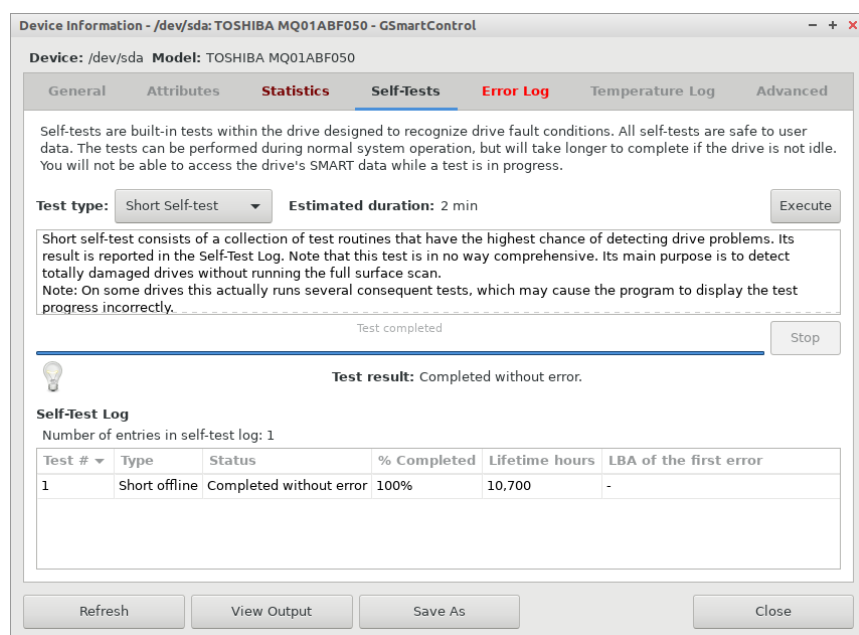 Device Information - /dev/sda: TOSHIBA MQ01ABF050 - GSmartControl
Device: /dev/sda Model: TOSHIBA MQ01ABF050
General Attributes Statistics Self-Tests Error Log Temperature Log Advanced
Self-tests are built-in tests within the drive designed to recognize drive fault conditions. All self-tests are safe to user
data. The tests can be performed during normal system operation, but will take longer to complete if the drive is not idle.
You will not be able to access the drive's SMART data while a test is in progress.
Test type: Short Self-test Estimated duration: 2 min Execute
Short self-test consists of a collection of test routines that have the highest chance of detecting drive problems. Its
result is reported in the Self-Test Log. Note that this test is in no way comprehensive. Its main purpose is to detect
totally damaged drives without running the full surface scan.
Note: On some drives this actually runs several consequent tests, which may cause the program to display the test
progress incorrectly.
Test completed
Stop
Test result: Completed without error.
Self-Test Log
Number of entries in self-test log: 1
Test # Type Status % Completed Lifetime hours LBA of the first error
1 Short offline Completed without error 100% 10,700 -
Refresh View Output Save As Close